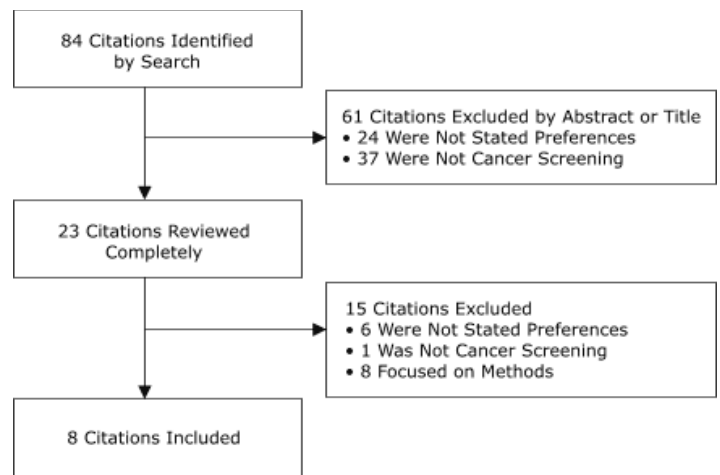 84 Citations Identified
by Search
61 Citations Excluded by Abstract or Title
• 24 Were Not Stated Preferences
• 37 Were Not Cancer Screening
23 Citations Reviewed
Completely
15 Citations Excluded
• 6 Were Not Stated Preferences
• 1 Was Not Cancer Screening
• 8 Focused on Methods
8 Citations Included